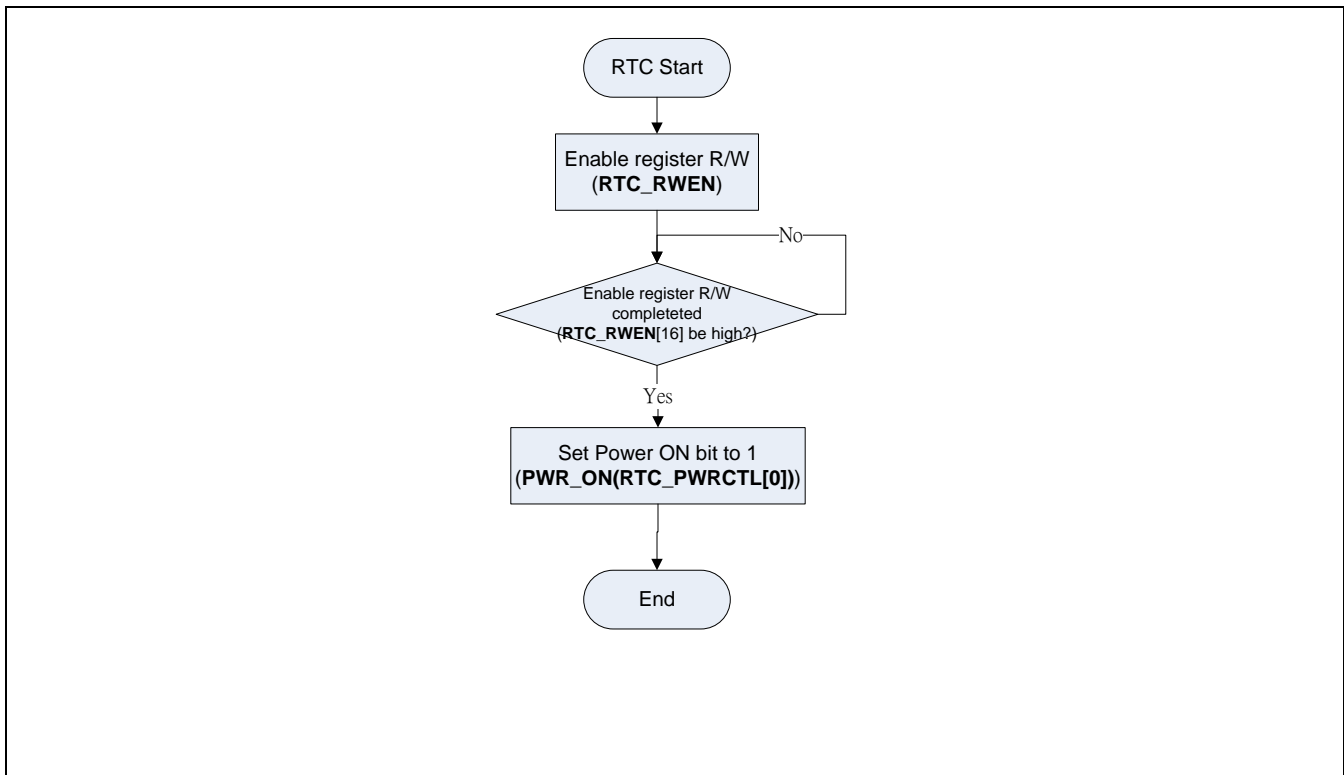 RTC Start
Enable register R/W
(RTC_RWEN)
No
Enable register R/W
completeted
(RTC_RWEN[16] be high?)
Yes
Set Power ON bit to 1
(PWR_ON(RTC_PWRCTL[0]))
End